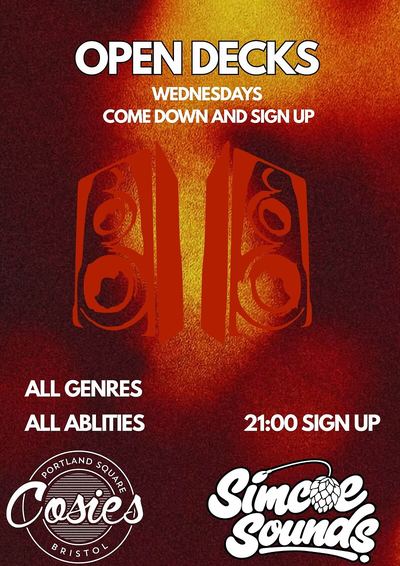 OPEN DECKS
WEDNESDAYS
COME DOWN AND SIGN UP
ALL GENRES
ALL ABLITIES
21:00 SIGN UP
PORTLAND SQUARE
Cosies
BRISTOL
Simcoe
Sounds